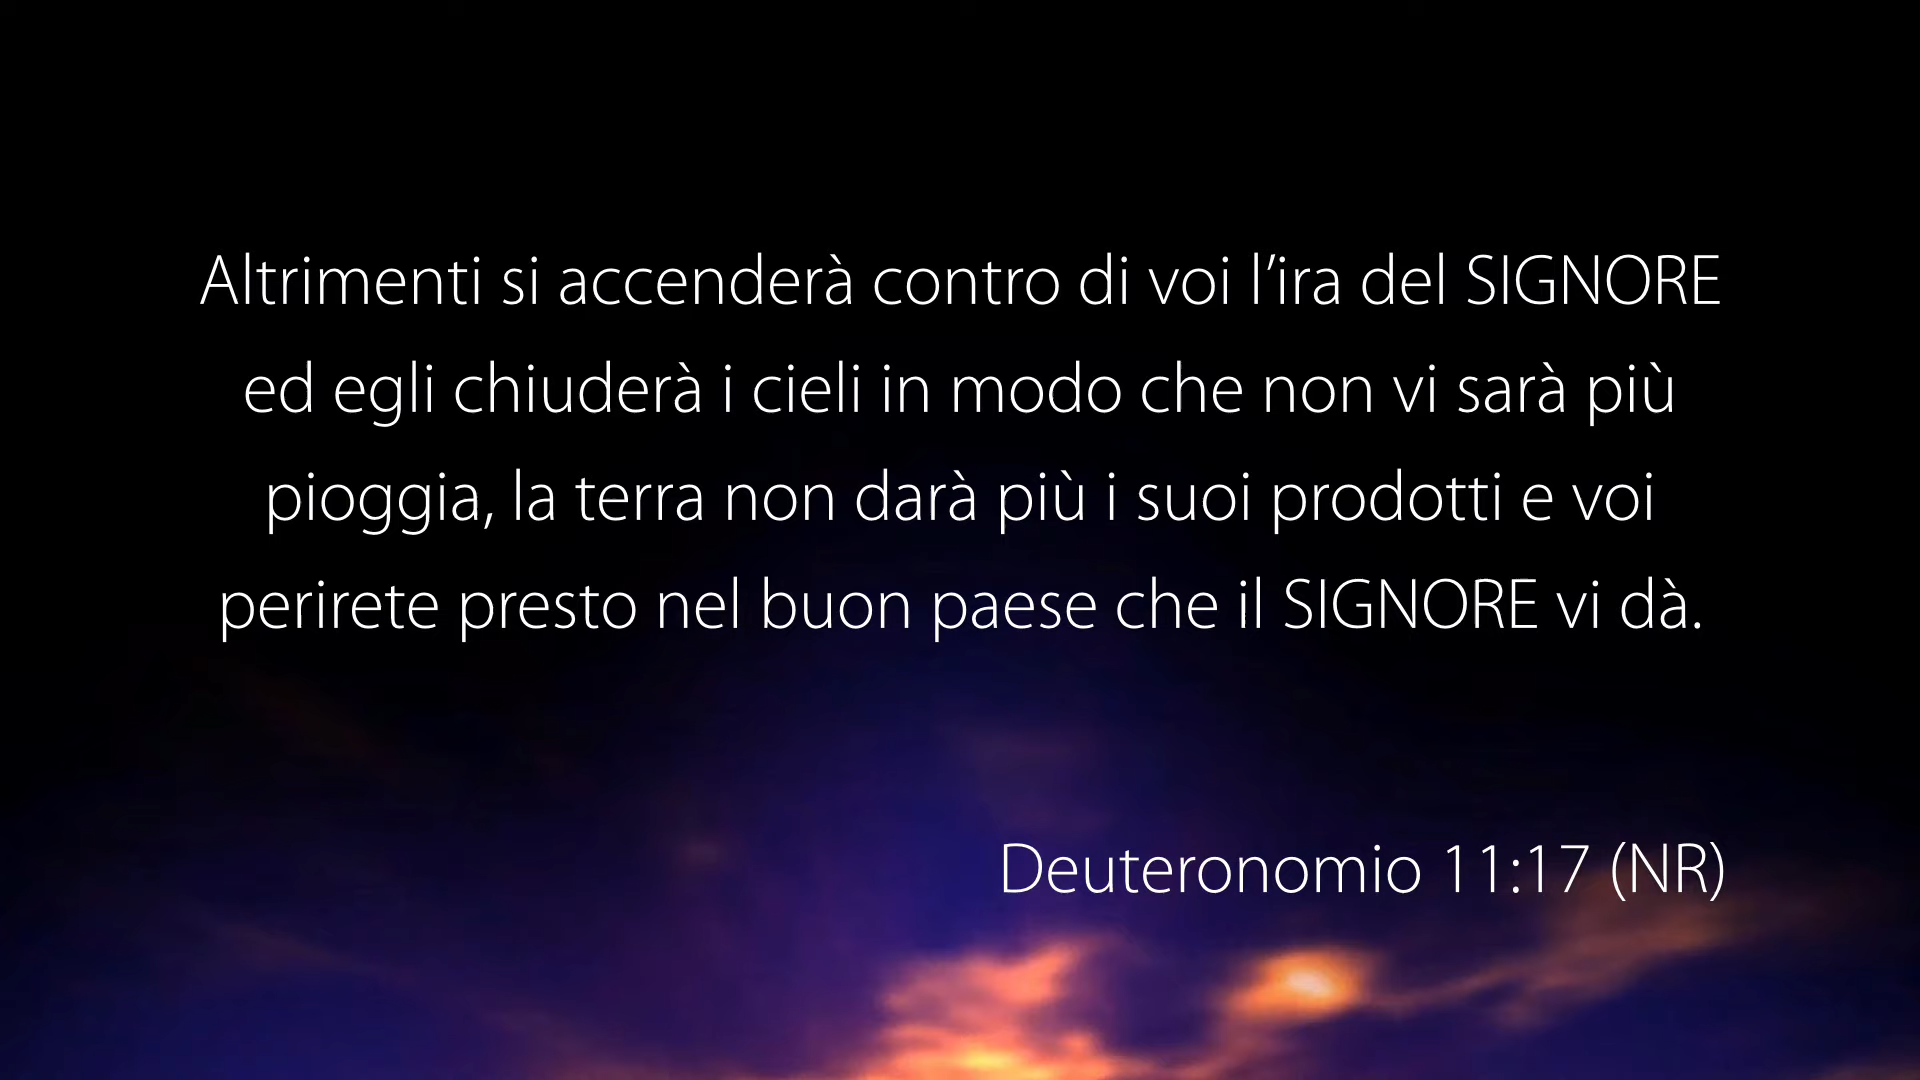 Altrimenti si accenderà contro di voi l’ira del SIGNORE
ed egli chiuderà i cieli in modo che non vi sarà più
pioggia, la terra non darà più i suoi prodotti e voi
perirete presto nel buon paese che il SIGNORE vi dà.
Deuteronomio 11:17 (NR)